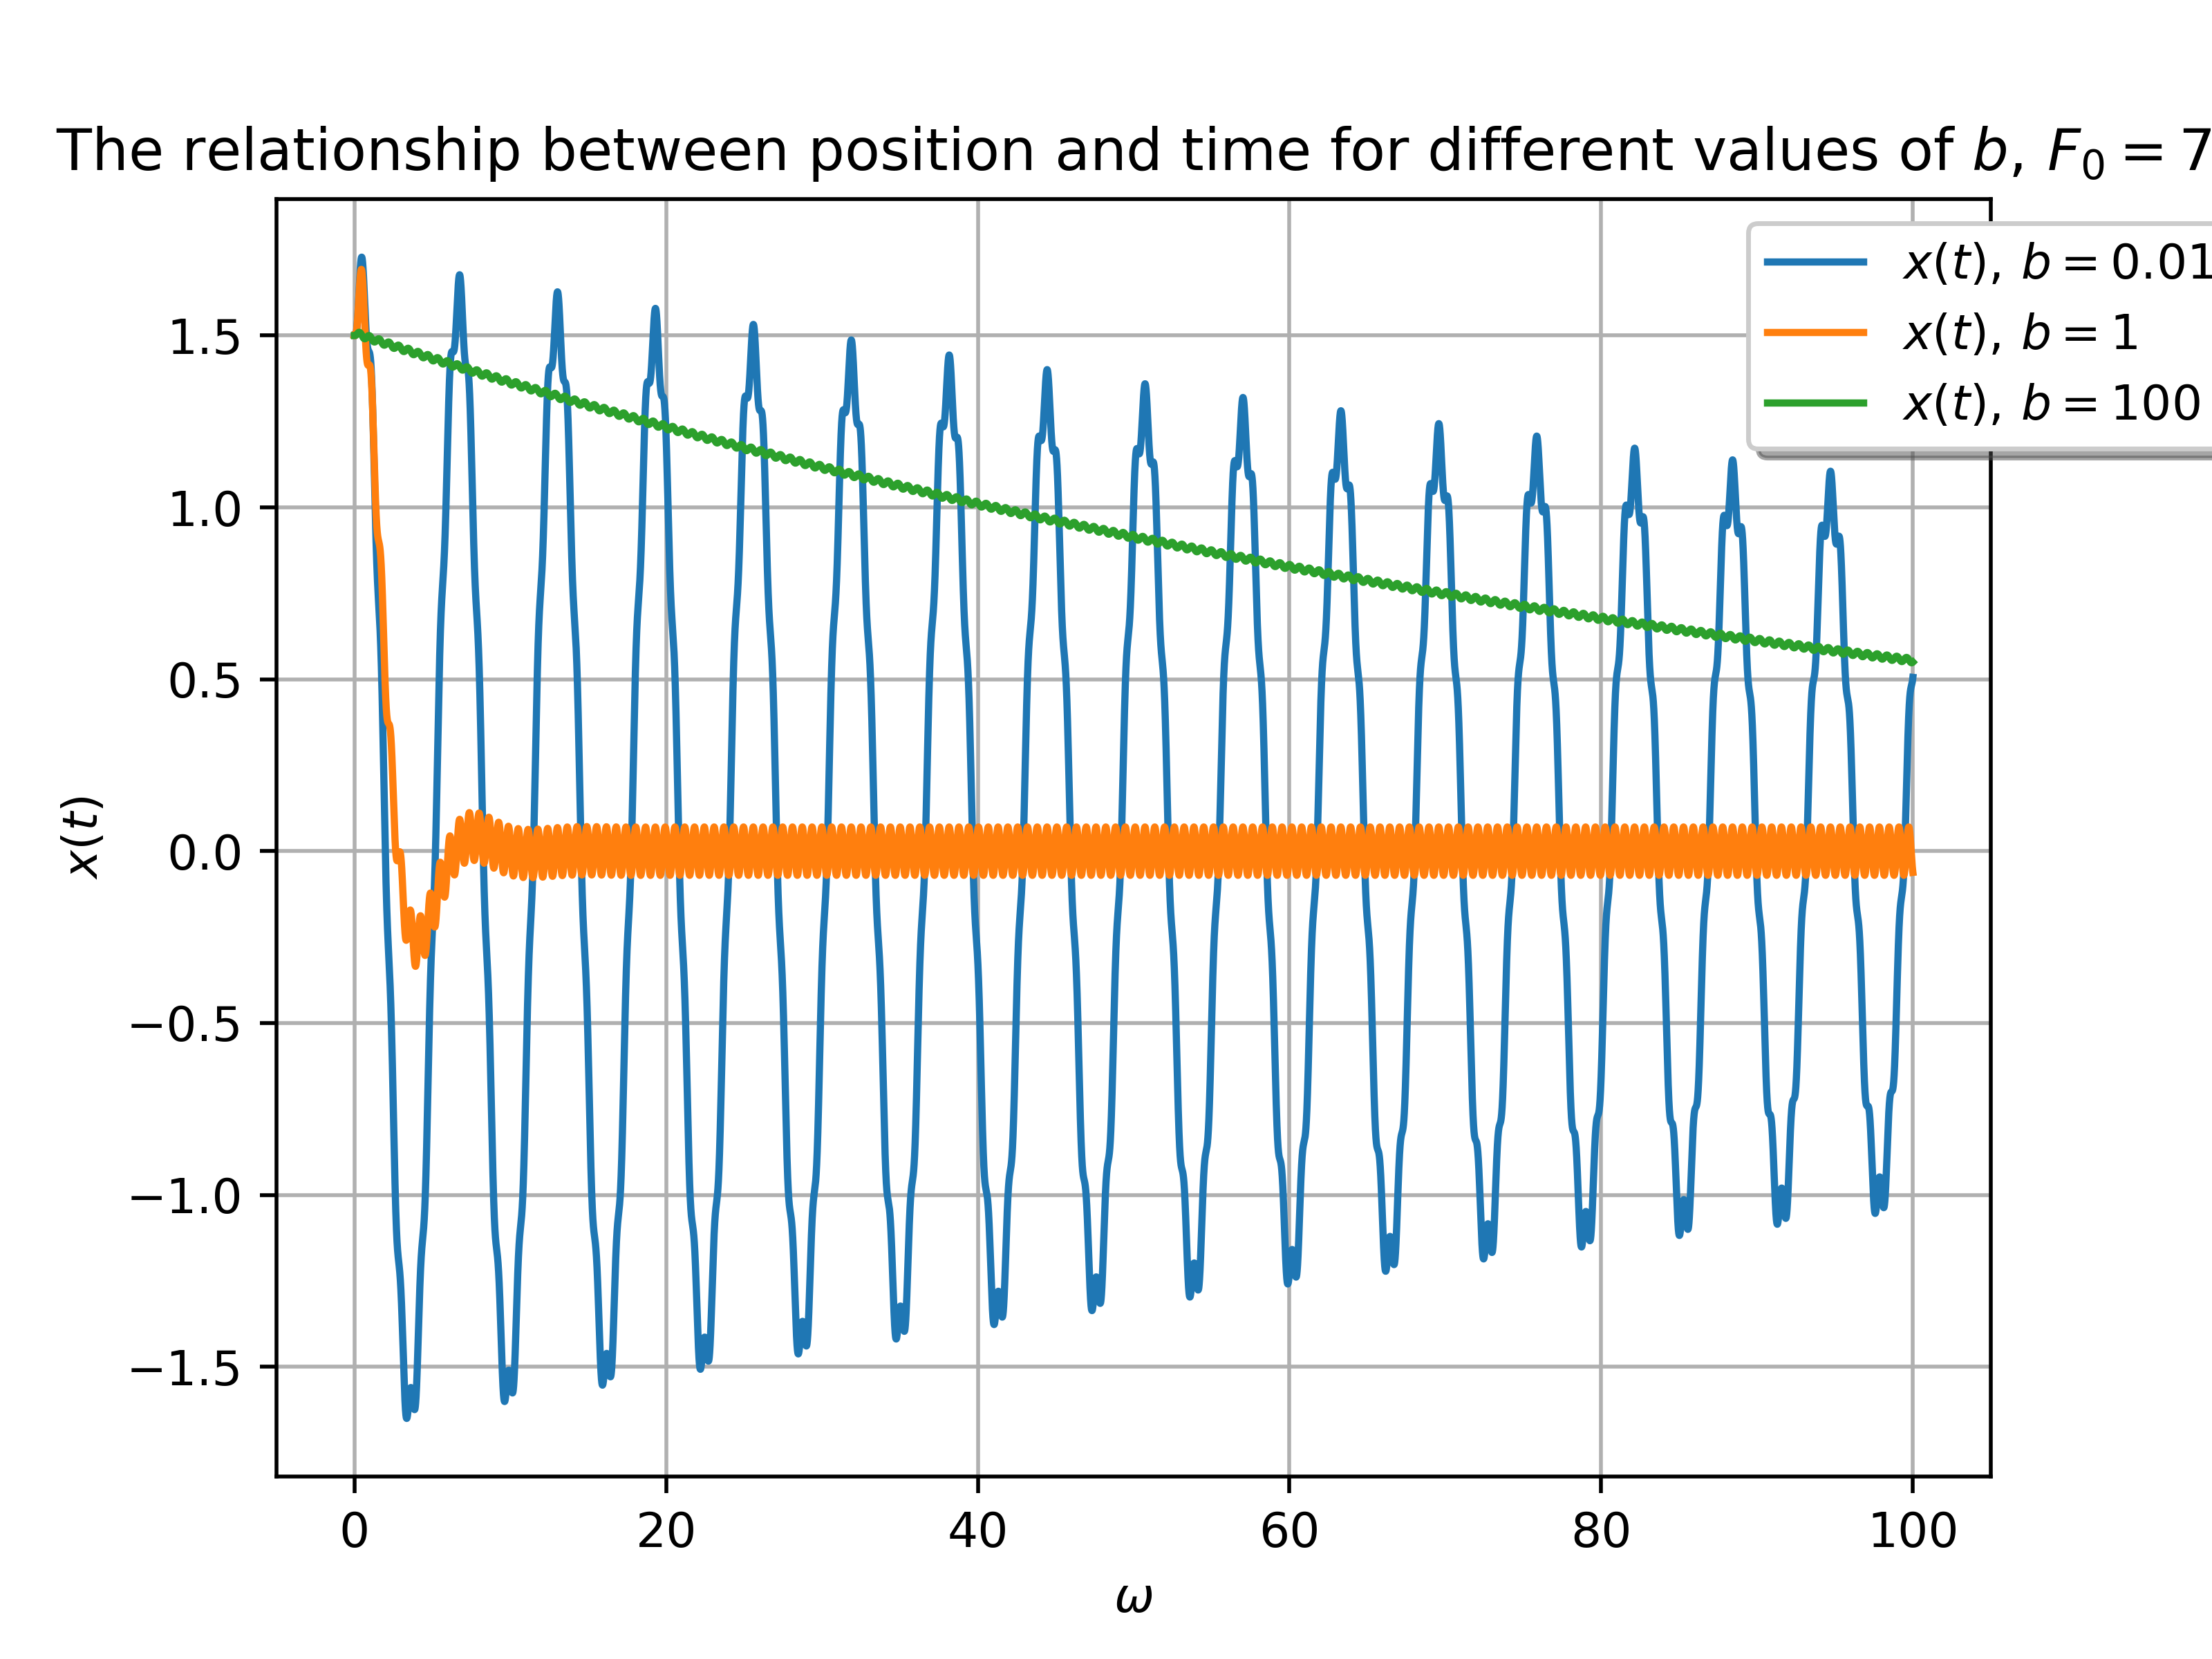 The relationship between position and time for different values of b, F₀ = 7
x(t), b = 0.01
x(t), b = 1
x(t), b = 100
1.5
1.0
0.5
0.0
−0.5
−1.0
−1.5
x(t)
0 20 40 60 80 100
ω